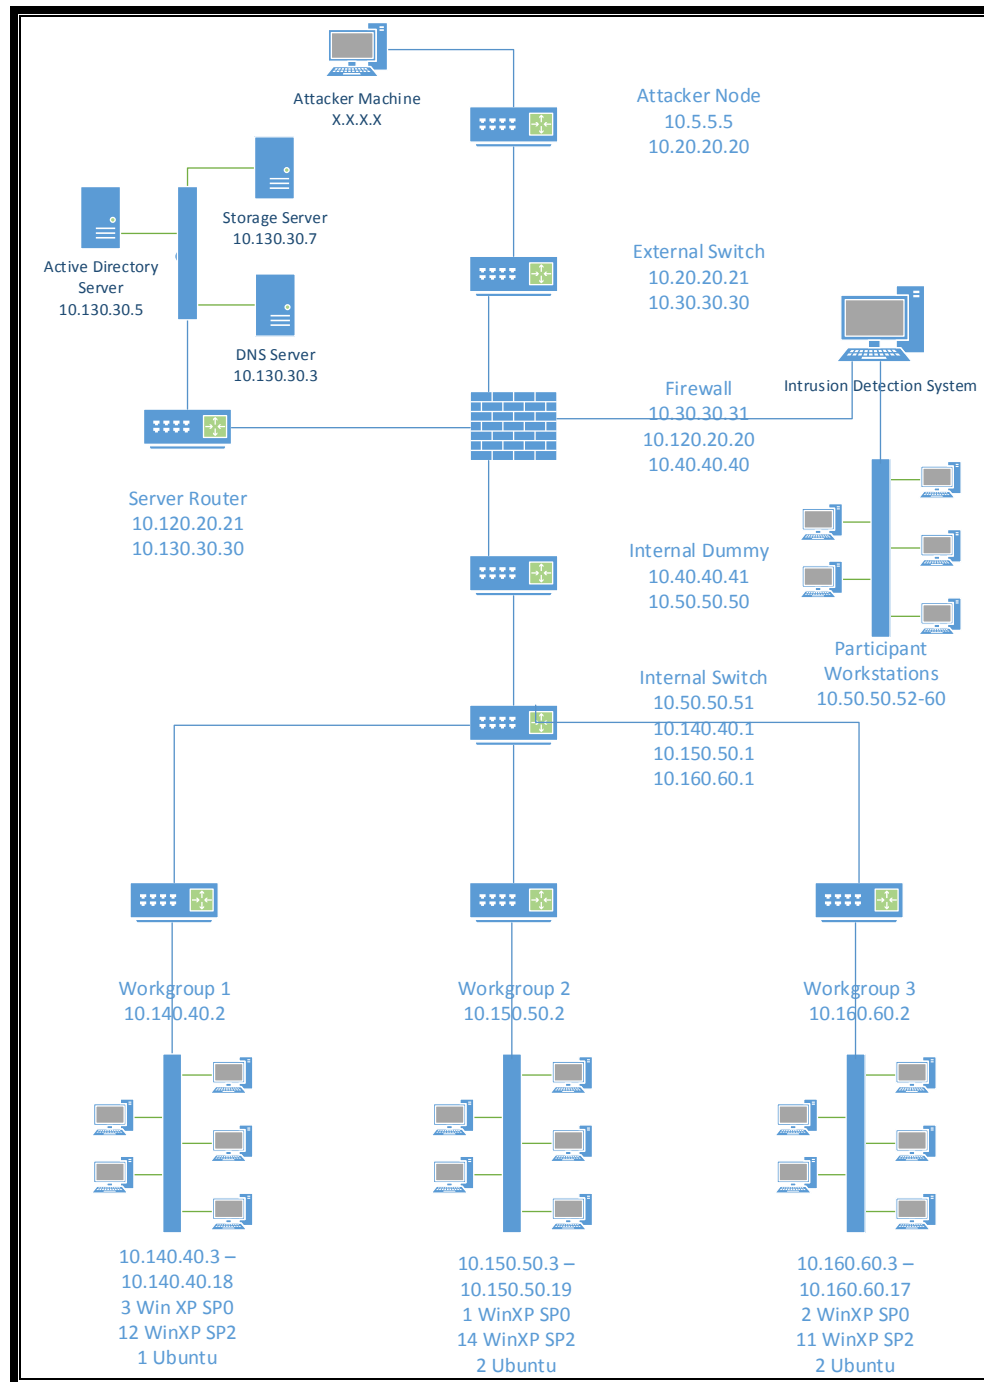 Attacker Machine
X.X.X.X
Attacker Node
10.5.5.5
10.20.20.20
Storage Server
10.130.30.7
Active Directory
Server
10.130.30.5
DNS Server
10.130.30.3
External Switch
10.20.20.21
10.30.30.30
Intrusion Detection System
Firewall
10.30.30.31
10.120.20.20
10.40.40.40
Server Router
10.120.20.21
10.130.30.30
Internal Dummy
10.40.40.41
10.50.50.50
Participant
Workstations
10.50.50.52-60
Internal Switch
10.50.50.51
10.140.40.1
10.150.50.1
10.160.60.1
Workgroup 1
10.140.40.2
Workgroup 2
10.150.50.2
Workgroup 3
10.160.60.2
10.140.40.3 –
10.140.40.18
3 Win XP SP0
12 WinXP SP2
1 Ubuntu
10.150.50.3 –
10.150.50.19
1 WinXP SP0
14 WinXP SP2
2 Ubuntu
10.160.60.3 –
10.160.60.17
2 WinXP SP0
11 WinXP SP2
2 Ubuntu